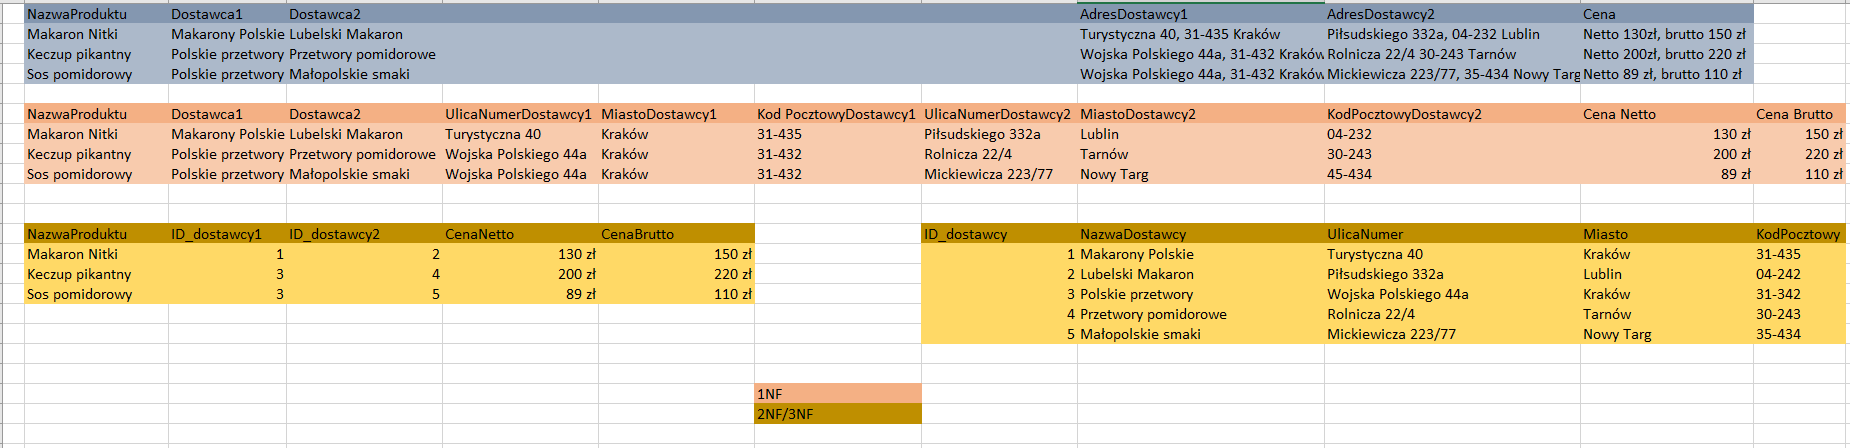 NazwaProduktu Dostawca1 Dostawca2 AdresDostawcy1 AdresDostawcy2 Cena
Makaron Nitki Makarony Polskie Lubelski Makaron Turystyczna 40, 31-435 Kraków Piłsudskiego 332a, 04-232 Lublin Netto 130zł, brutto 150 zł
Keczup pikantny Polskie przetwory Przetwory pomidorowe Wojska Polskiego 44a, 31-432 Kraków Rolnicza 22/4 30-243 Tarnów Netto 200zł, brutto 220 zł
Sos pomidorowy Polskie przetwory Małopolskie smaki Wojska Polskiego 44a, 31-432 Kraków Mickiewicza 223/77, 35-434 Nowy Targ Netto 89 zł, brutto 110 zł
NazwaProduktu Dostawca1 Dostawca2 UlicaNumerDostawcy1 MiastoDostawcy1 Kod PocztowyDostawcy1 UlicaNumerDostawcy2 MiastoDostawcy2 KodPocztowyDostawcy2 Cena Netto Cena Brutto
Makaron Nitki Makarony Polskie Lubelski Makaron Turystyczna 40 Kraków 31-435 Piłsudskiego 332a Lublin 04-232 130 zł 150 zł
Keczup pikantny Polskie przetwory Przetwory pomidorowe Wojska Polskiego 44a Kraków 31-432 Rolnicza 22/4 Tarnów 30-243 200 zł 220 zł
Sos pomidorowy Polskie przetwory Małopolskie smaki Wojska Polskiego 44a Kraków 31-432 Mickiewicza 223/77 Nowy Targ 45-434 89 zł 110 zł
NazwaProduktu ID_dostawcy1 ID_dostawcy2 CenaNetto CenaBrutto ID_dostawcy NazwaDostawcy UlicaNumer Miasto KodPocztowy
Makaron Nitki 1 2 130 zł 150 zł 1 Makarony Polskie Turystyczna 40 Kraków 31-435
Keczup pikantny 3 4 200 zł 220 zł 2 Lubelski Makaron Piłsudskiego 332a Lublin 04-242
Sos pomidorowy 3 5 89 zł 110 zł 3 Polskie przetwory Wojska Polskiego 44a Kraków 31-342
4 Przetwory pomidorowe Rolnicza 22/4 Tarnów 30-243
5 Małopolskie smaki Mickiewicza 223/77 Nowy Targ 35-434
1NF
2NF/3NF